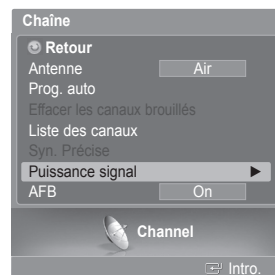 Chaîne
Retour
Antenne Air
Prog. auto
Effacer les canaux brouillés
Liste des canaux
Syn. Précise
Puissance signal
AFB On
Channel
Intro.